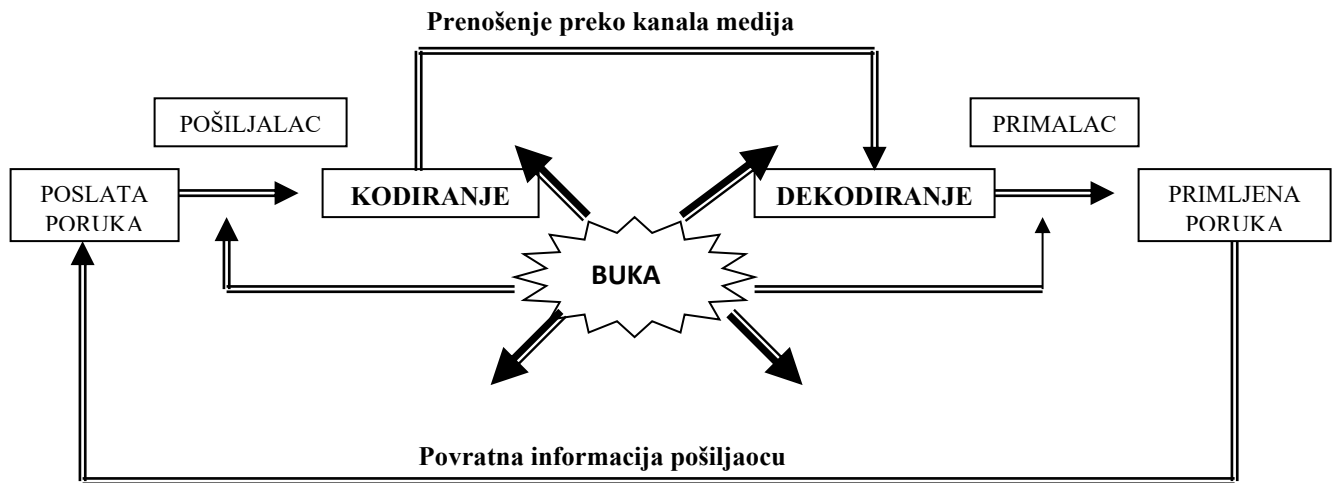 Prenošenje preko kanala medija
POŠILJALAC
PRIMALAC
POSLATA
PORUKA
KODIRANJE
DEKODIRANJE
PRIMLJENA
PORUKA
BUKA
Povratna informacija pošiljaocu